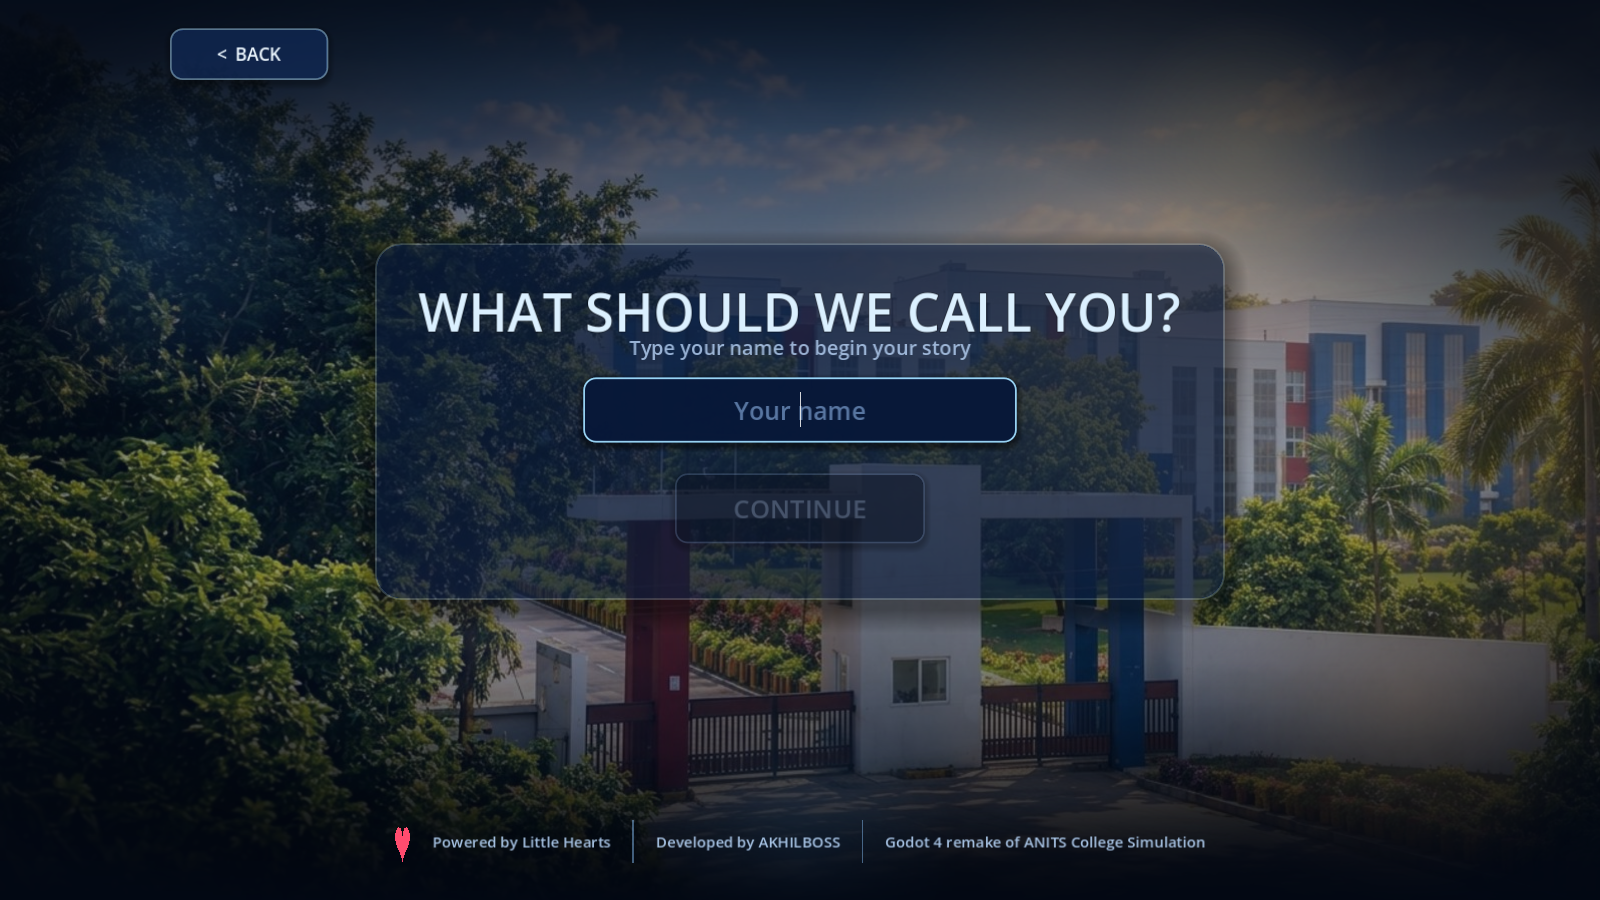 < BACK
WHAT SHOULD WE CALL YOU?
Type your name to begin your story
Your name
CONTINUE
Powered by Little Hearts
Developed by AKHILBOSS
Godot 4 remake of ANITS College Simulation